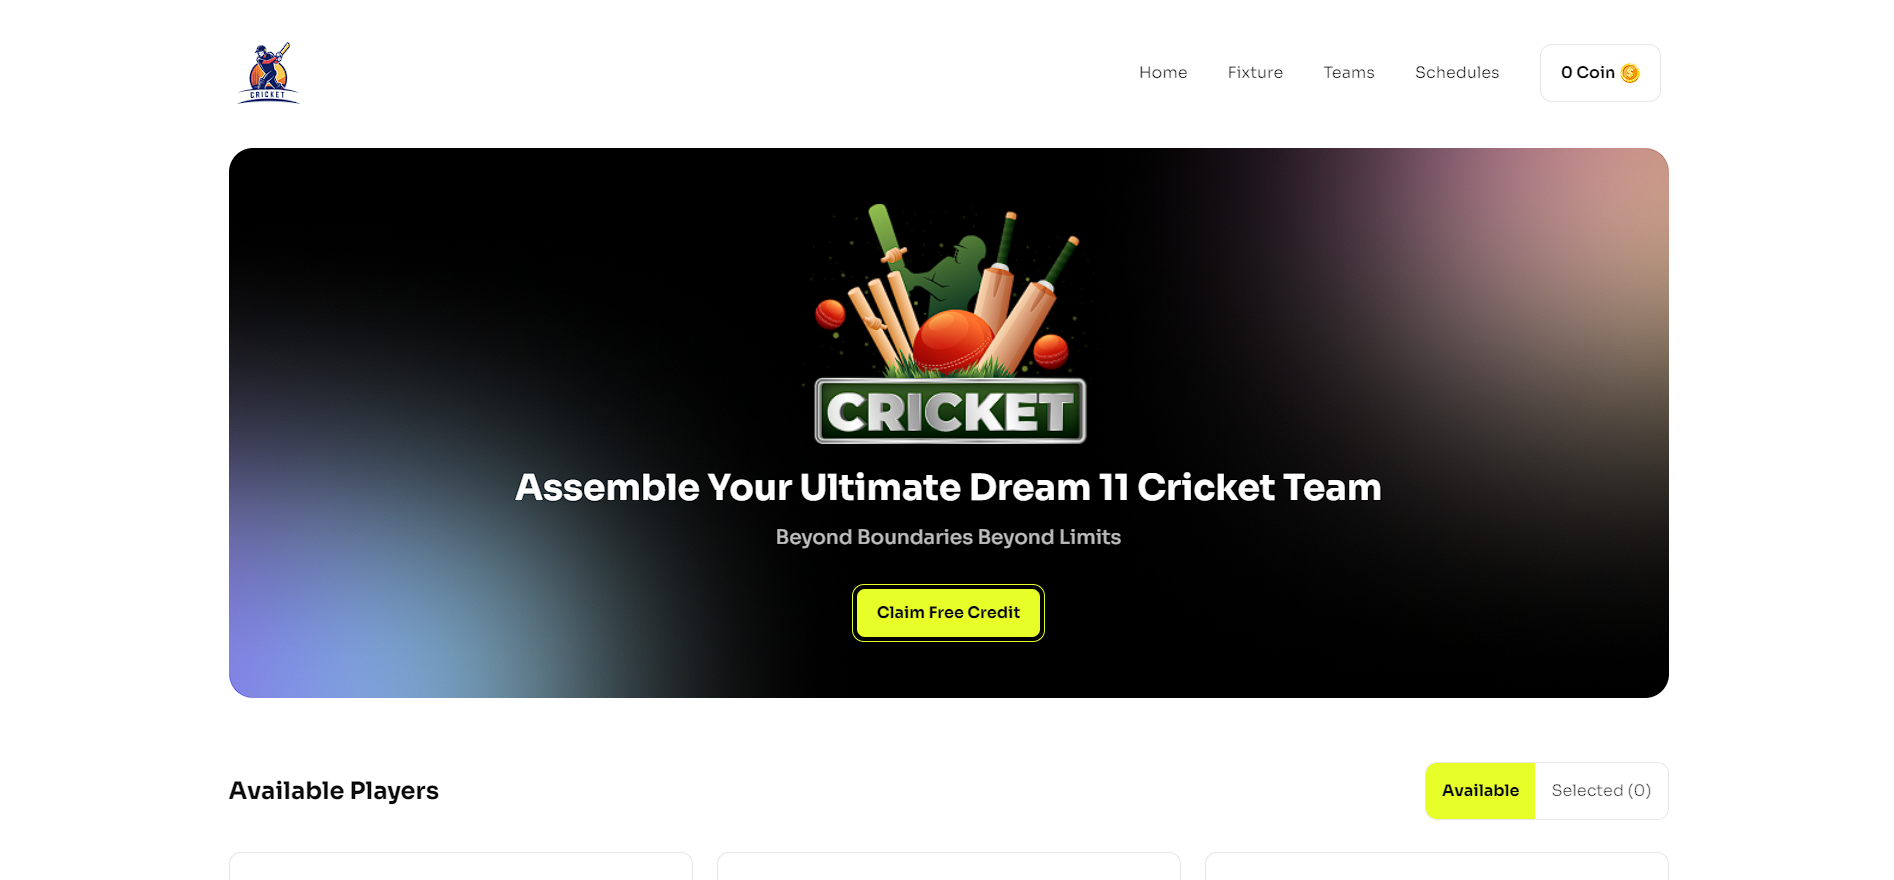 CRICKET
Home
Fixture
Teams
Schedules
0 Coin
CRICKET
Assemble Your Ultimate Dream 11 Cricket Team
Beyond Boundaries Beyond Limits
Claim Free Credit
Available Players
Available
Selected (0)